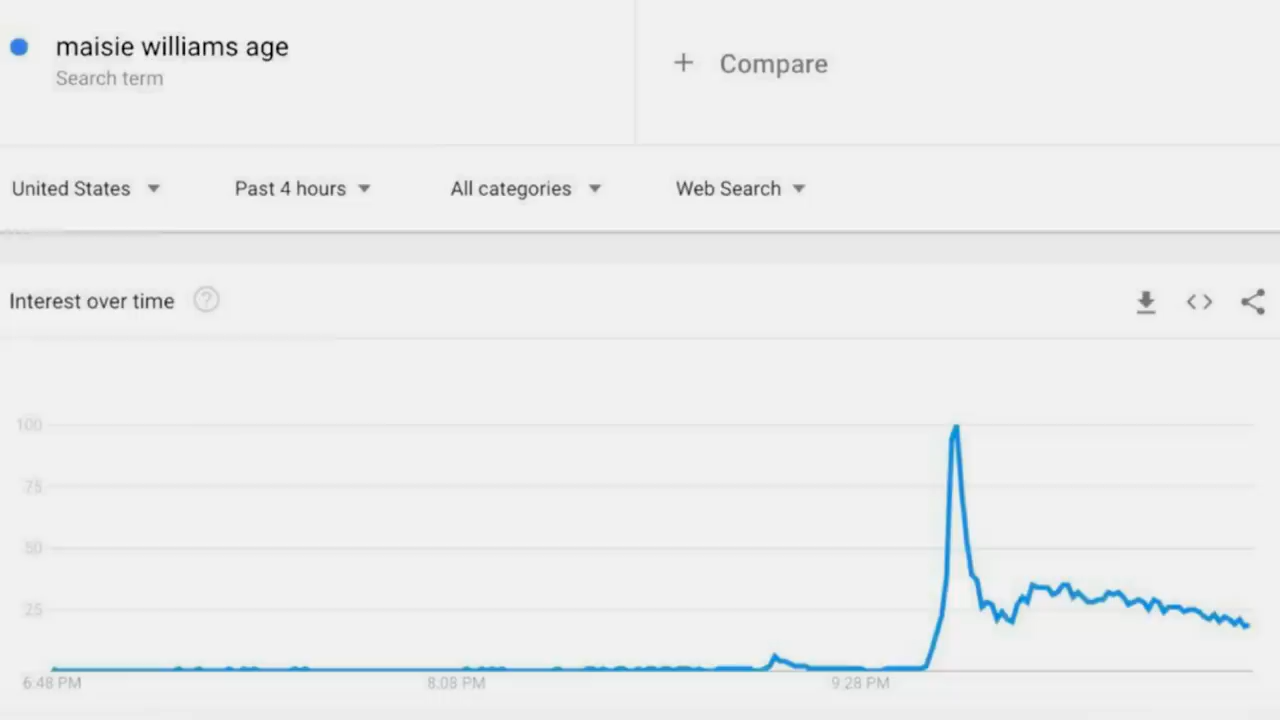 maisie williams age
Search term
+ Compare
United States
Past 4 hours
All categories
Web Search
Interest over time ?
100
75
50
25
6:48 PM
8:08 PM
9:28 PM